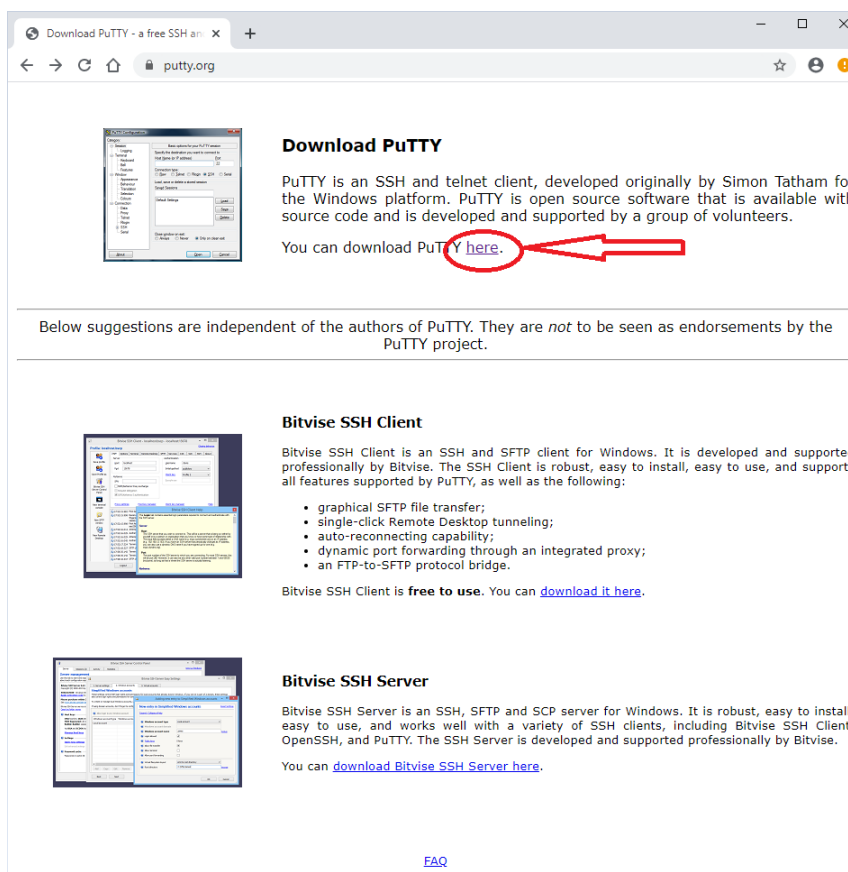 Download PuTTY - a free SSH an
putty.org
Download PuTTY
PuTTY is an SSH and telnet client, developed originally by Simon Tatham fo
the Windows platform. PuTTY is open source software that is available with
source code and is developed and supported by a group of volunteers.
You can download PuTTY here.
Below suggestions are independent of the authors of PuTTY. They are not to be seen as endorsements by the
PuTTY project.
Bitvise SSH Client
Bitvise SSH Client is an SSH and SFTP client for Windows. It is developed and supporte
professionally by Bitvise. The SSH Client is robust, easy to install, easy to use, and support
all features supported by PuTTY, as well as the following:
• graphical SFTP file transfer;
• single-click Remote Desktop tunneling;
• auto-reconnecting capability;
• dynamic port forwarding through an integrated proxy;
• an FTP-to-SFTP protocol bridge.
Bitvise SSH Client is free to use. You can download it here.
Bitvise SSH Server
Bitvise SSH Server is an SSH, SFTP and SCP server for Windows. It is robust, easy to install
easy to use, and works well with a variety of SSH clients, including Bitvise SSH Client
OpenSSH, and PuTTY. The SSH Server is developed and supported professionally by Bitvise.
You can download Bitvise SSH Server here.
FAQ